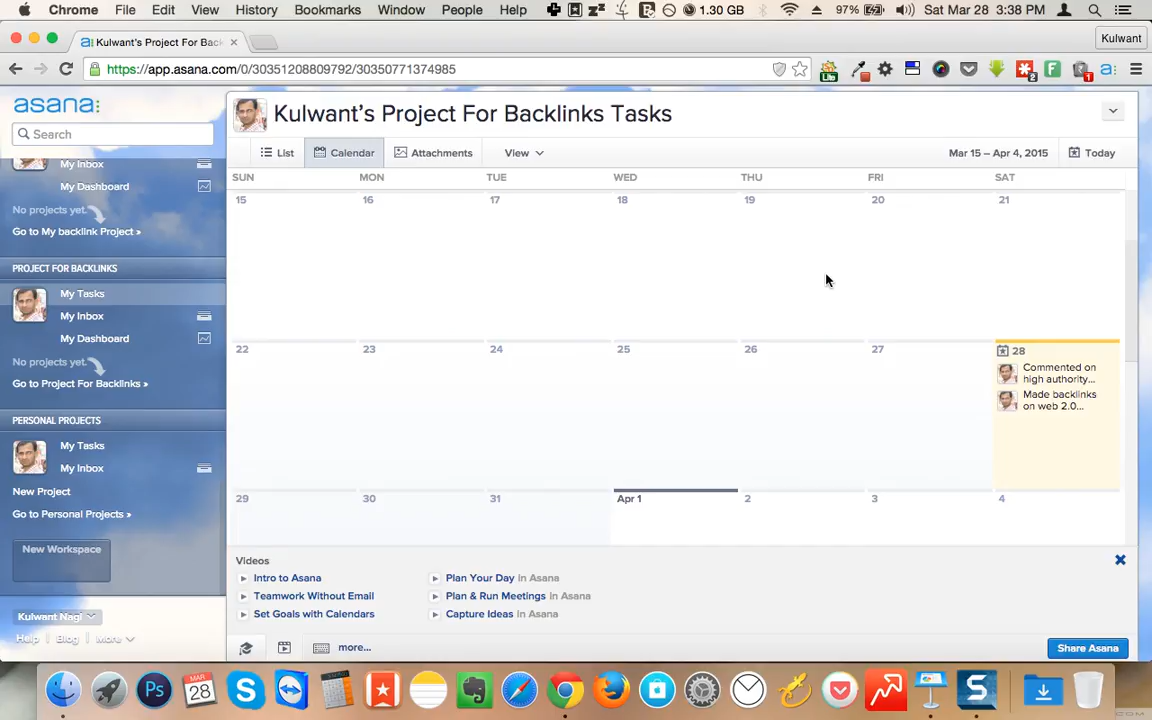 Chrome File Edit View History Bookmarks Window People Help 1.30 GB 97% Sat Mar 28 3:38 PM
Kulwant's Project For Back
Kulwant
https://app.asana.com/0/30351208809792/30350771374985
asana:
Search
My Inbox
My Dashboard
No projects yet.
Go to My backlink Project »
PROJECT FOR BACKLINKS
My Tasks
My Inbox
My Dashboard
No projects yet.
Go to Project For Backlinks »
PERSONAL PROJECTS
My Tasks
My Inbox
New Project
Go to Personal Projects »
New Workspace
Kulwant Nagi
Help Blog More
Kulwant's Project For Backlinks Tasks
List Calendar Attachments View Mar 15 – Apr 4, 2015 Today
SUN MON TUE WED THU FRI SAT
15 16 17 18 19 20 21
22 23 24 25 26 27 28
Commented on
high authority...
Made backlinks
on web 2.0...
29 30 31 Apr 1 2 3 4
Videos
Intro to Asana
Teamwork Without Email
Set Goals with Calendars
Plan Your Day In Asana
Plan & Run Meetings In Asana
Capture Ideas In Asana
more...
Share Asana
MAR
28